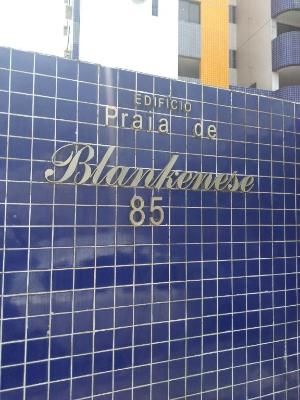 EDIFÍCIO
Praia de
Blankenese
85